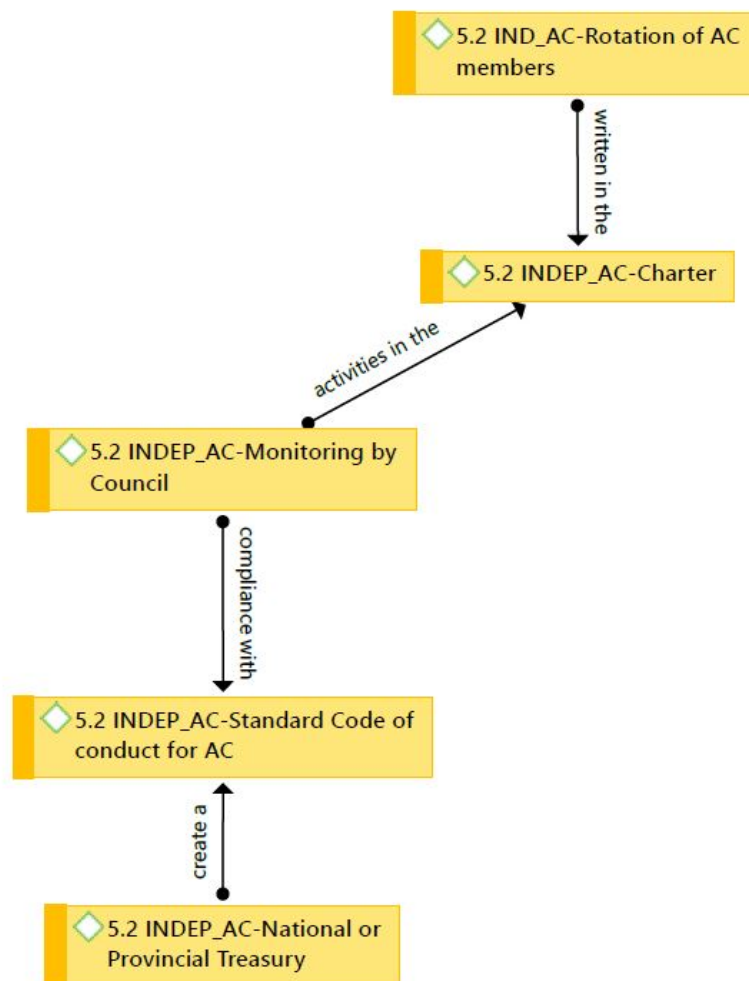 5.2 IND_AC-Rotation of AC
members
written in the
5.2 INDEP_AC-Charter
activities in the
5.2 INDEP_AC-Monitoring by
Council
compliance with
5.2 INDEP_AC-Standard Code of
conduct for AC
create a
5.2 INDEP_AC-National or
Provincial Treasury